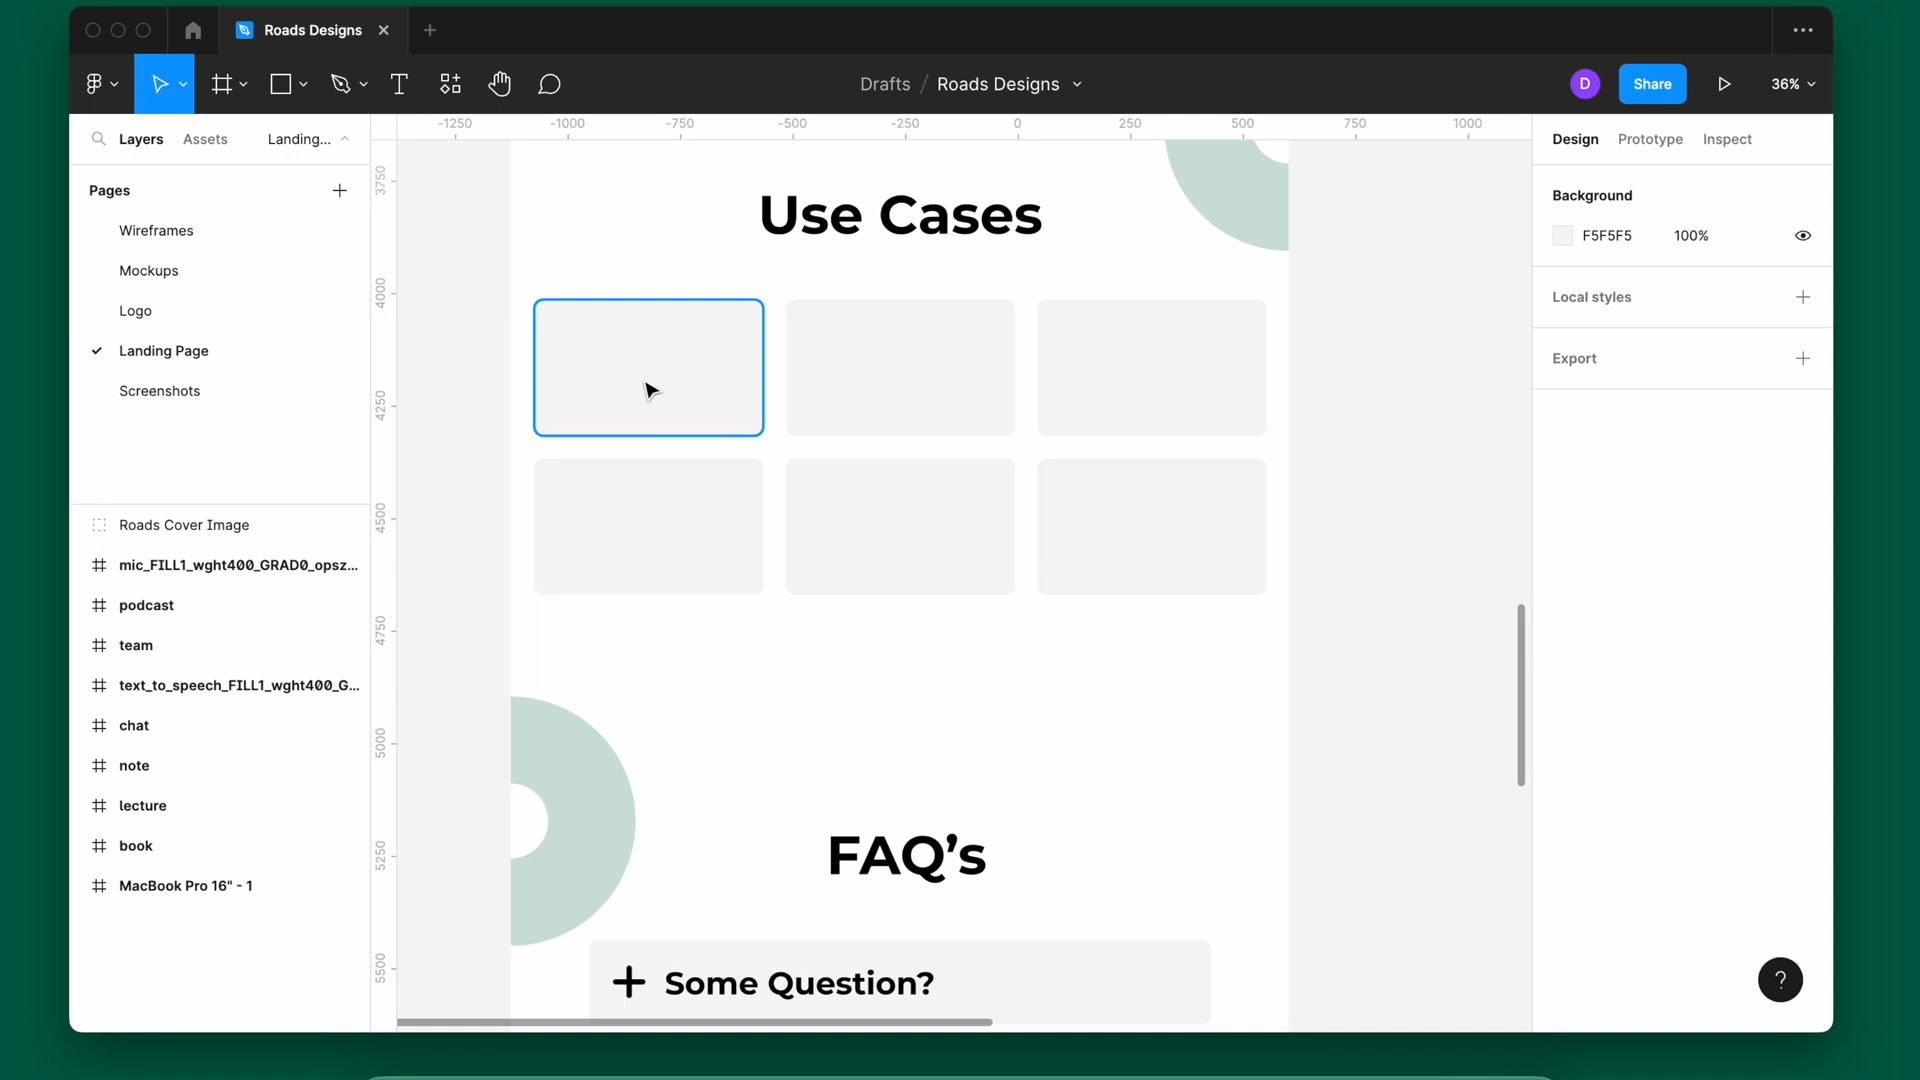 Roads Designs
Drafts / Roads Designs
D
Share
36%
Layers
Assets
Landing...
-1250
-1000
-750
-500
-250
0
250
500
750
1000
Design
Prototype
Inspect
Pages
Wireframes
Mockups
Logo
Landing Page
Screenshots
Roads Cover Image
mic_FILL1_wght400_GRAD0_opsz...
podcast
team
text_to_speech_FILL1_wght400_G...
chat
note
lecture
book
MacBook Pro 16" - 1
3750
4000
4250
4500
4750
5000
5250
5500
Use Cases
FAQ’s
Some Question?
Background
F5F5F5
100%
Local styles
Export
?